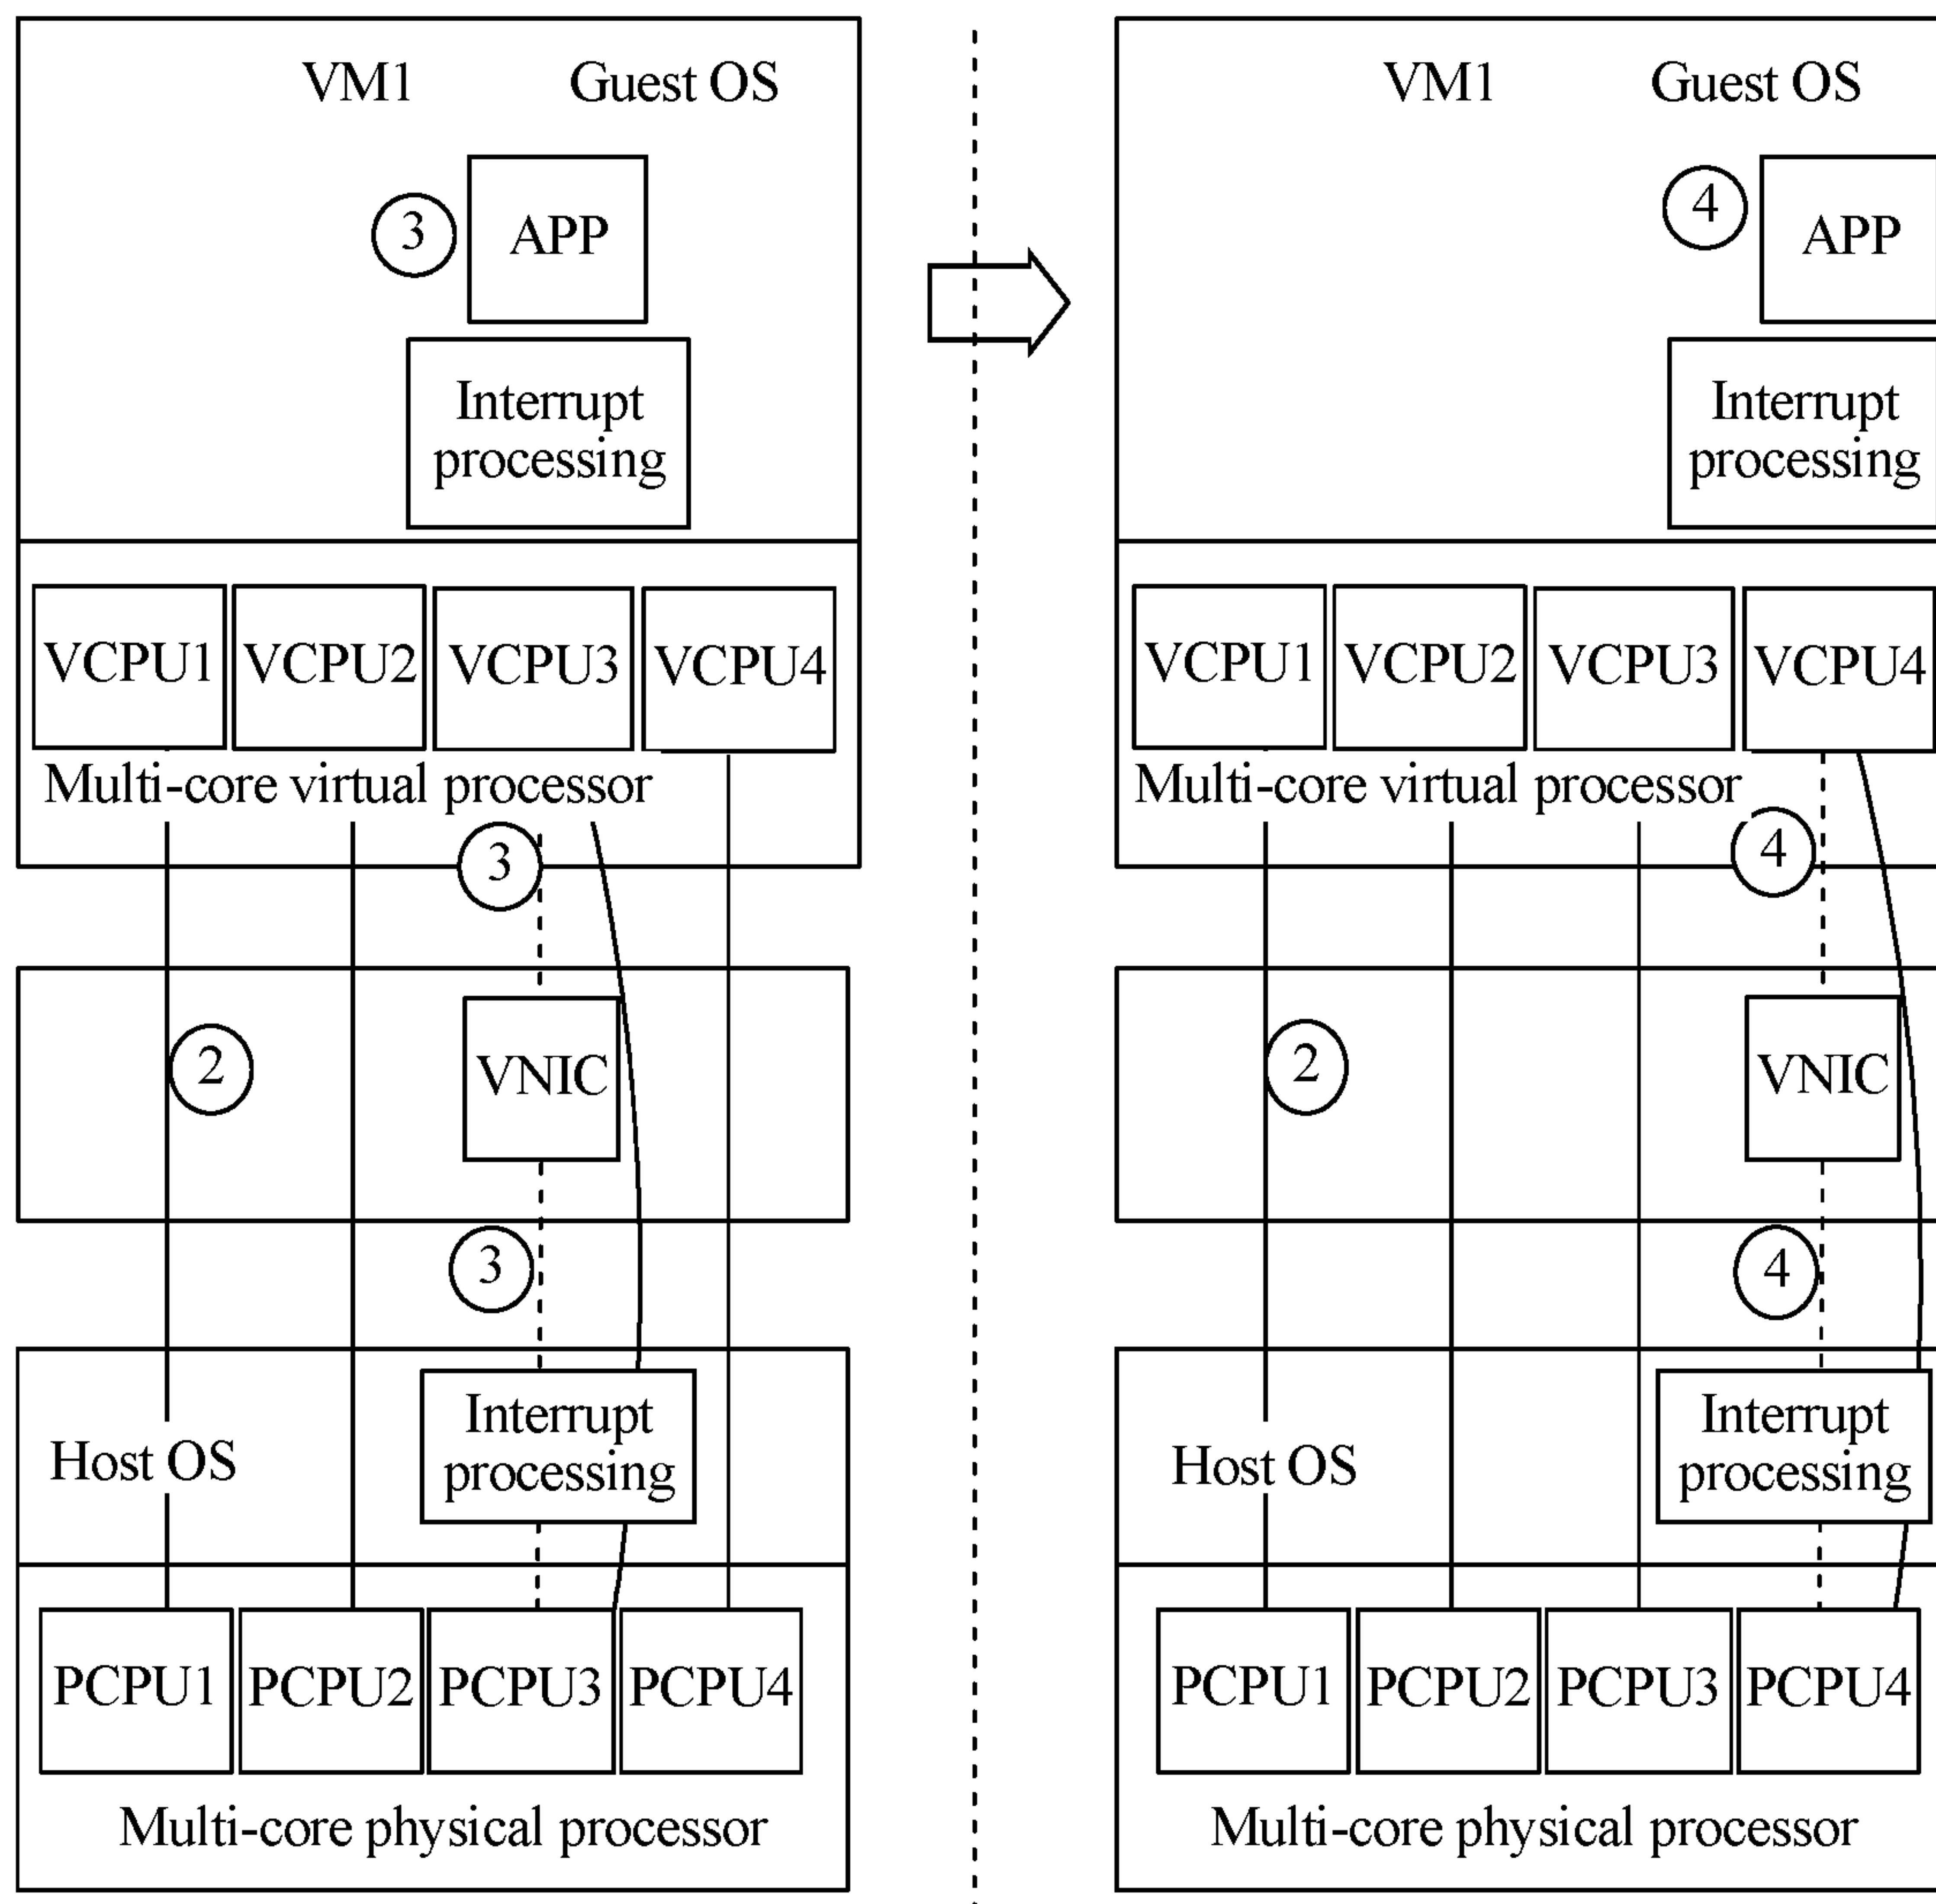 VM1 Guest OS
3
APP
Interrupt
processing
VCPU1 VCPU2 VCPU3 VCPU4
Multi-core virtual processor
3
2
VNIC
3
Host OS
Interrupt
processing
PCPU1 PCPU2 PCPU3 PCPU4
Multi-core physical processor
VM1 Guest OS
4
APP
Interrupt
processing
VCPU1 VCPU2 VCPU3 VCPU4
Multi-core virtual processor
4
2
VNIC
4
Host OS
Interrupt
processing
PCPU1 PCPU2 PCPU3 PCPU4
Multi-core physical processor